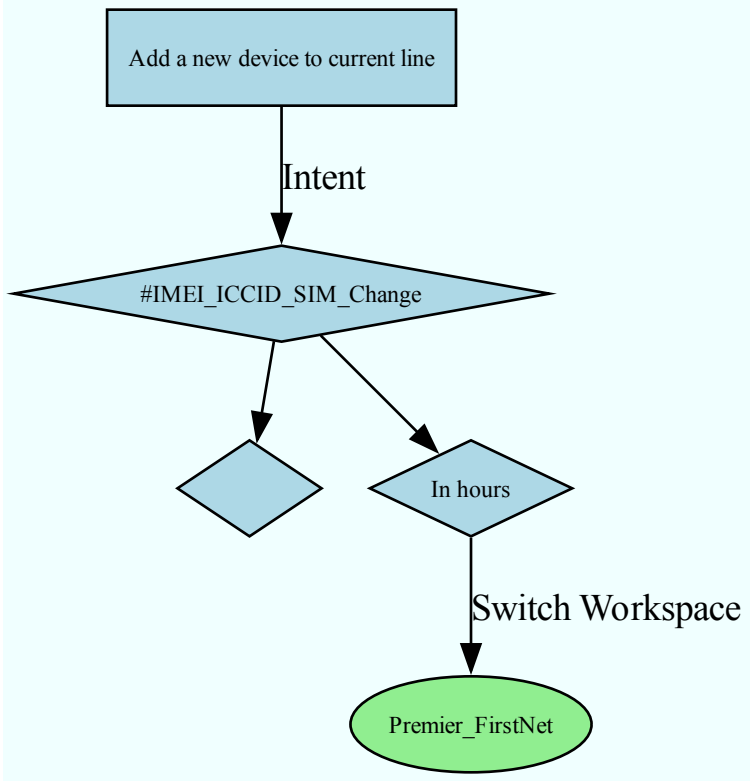 Add a new device to current line
Intent
#IMEI_ICCID_SIM_Change
In hours
Switch Workspace
Premier_FirstNet